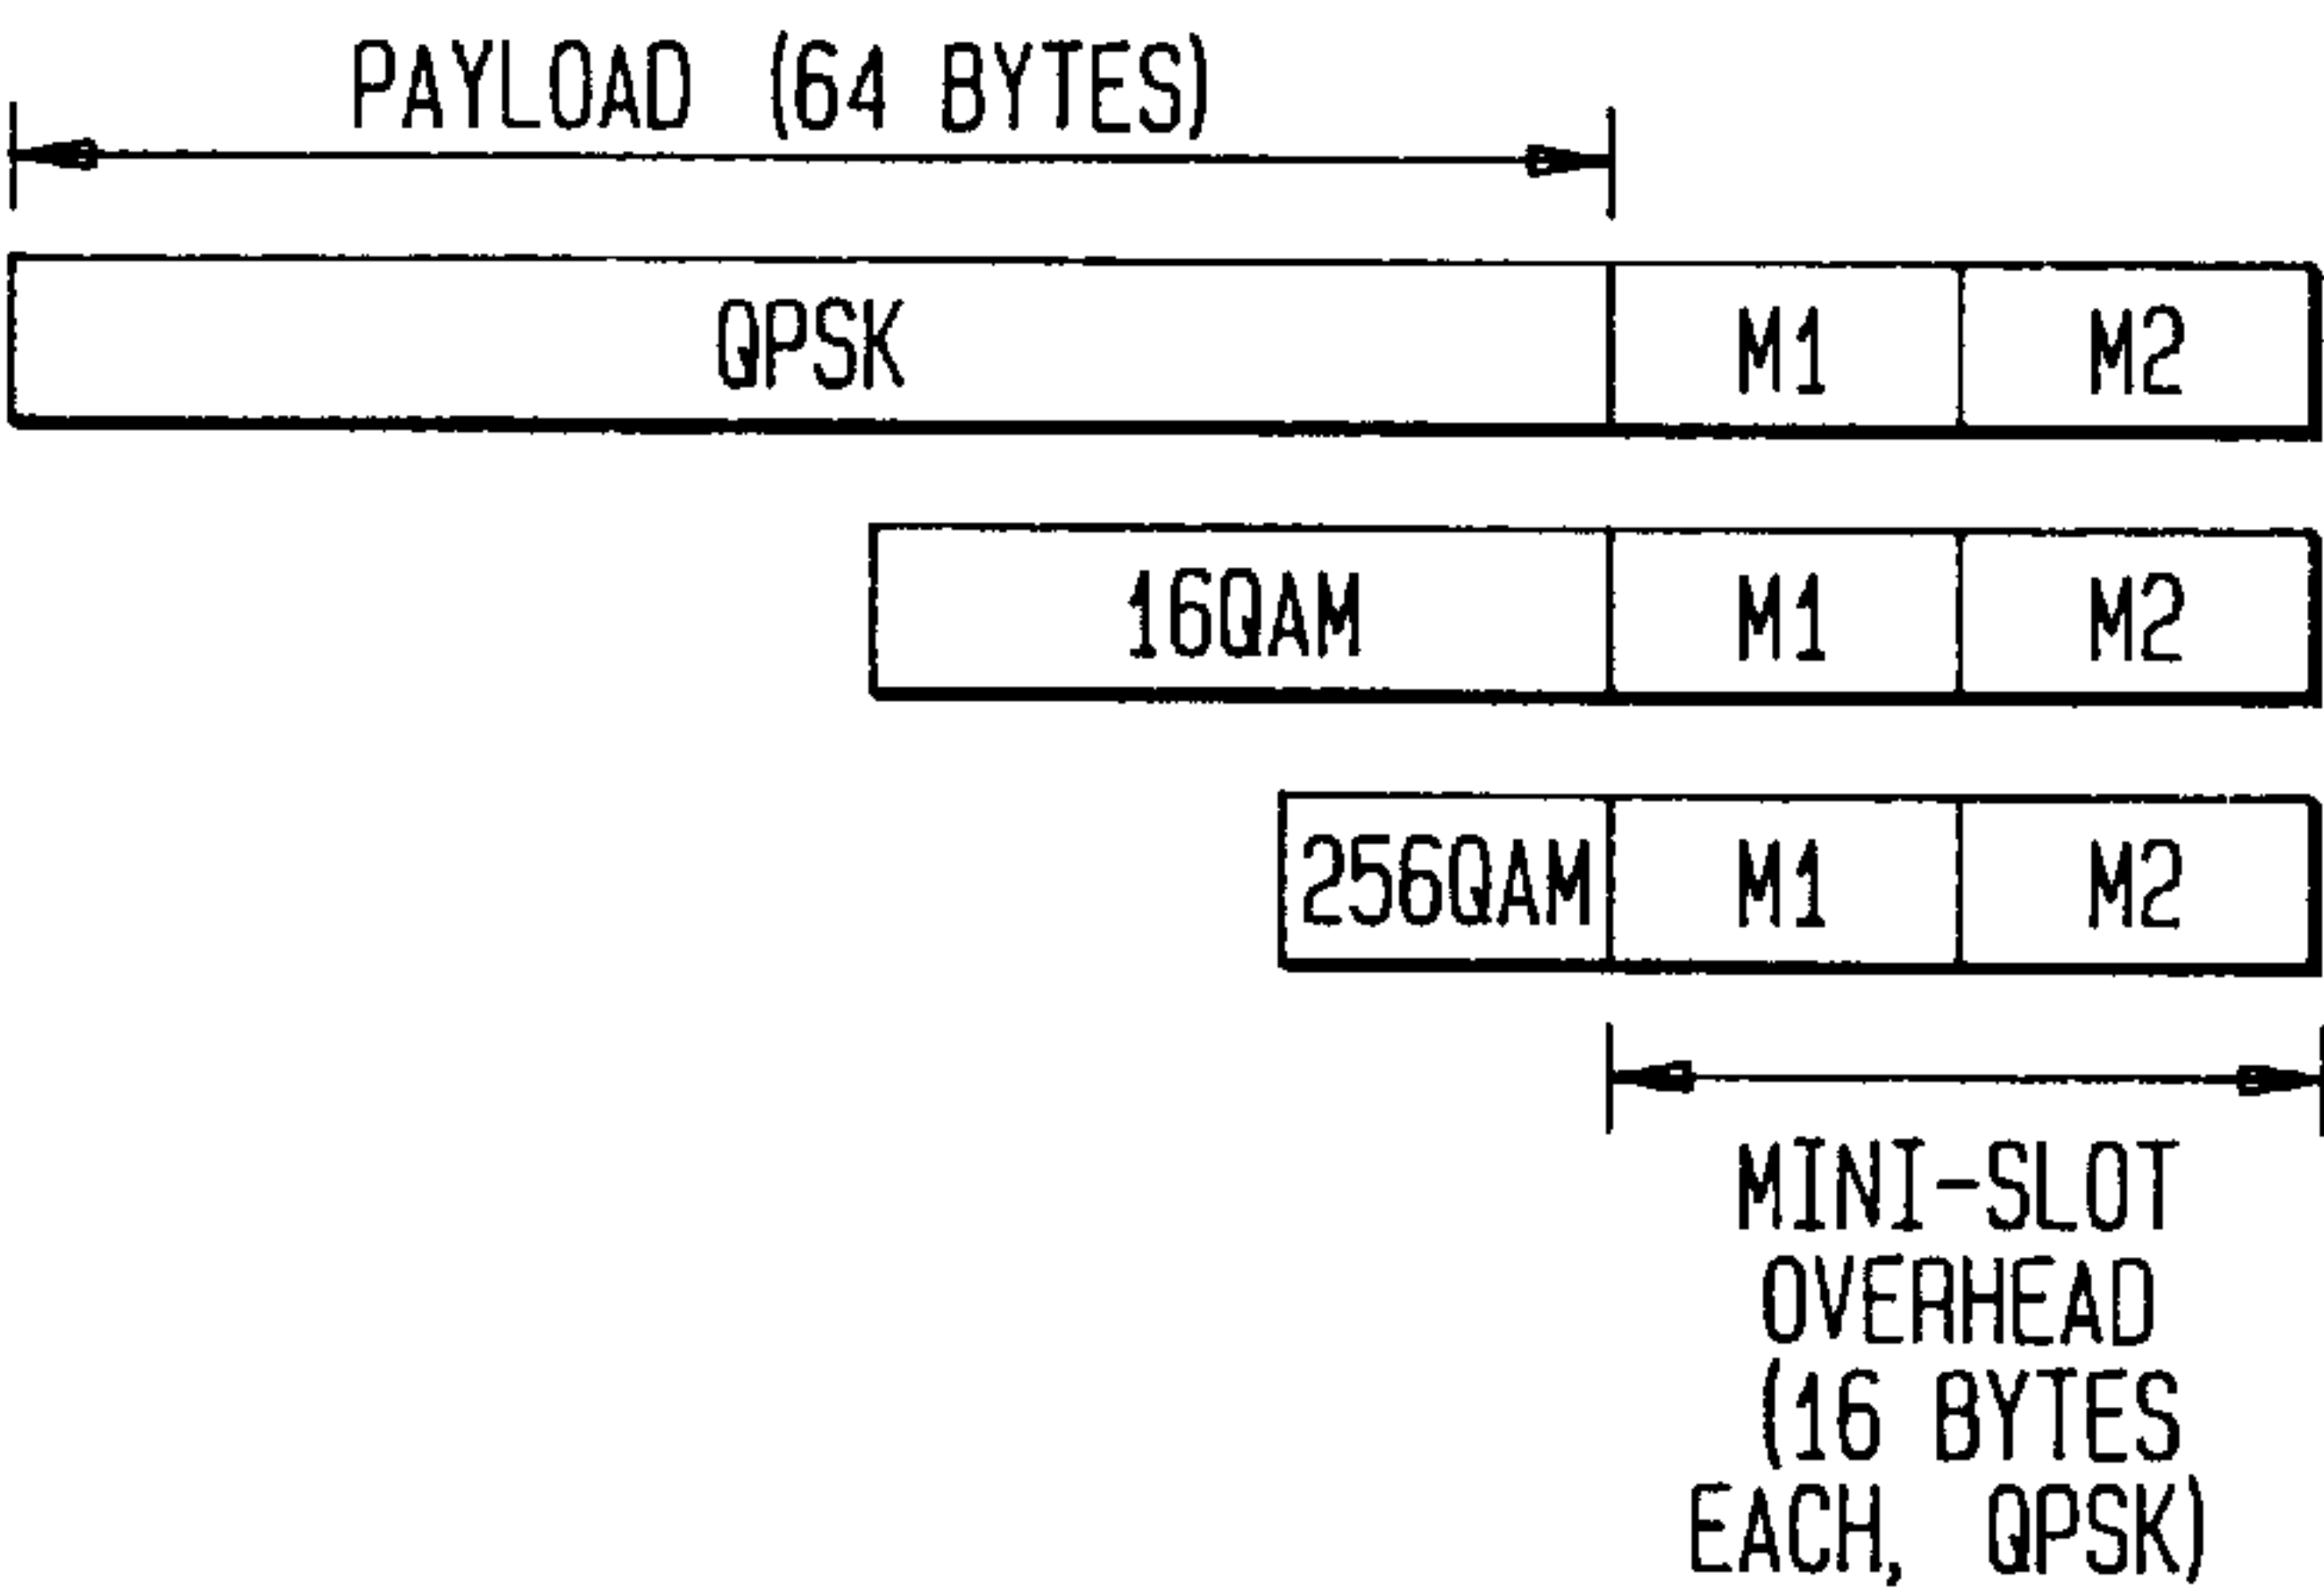 PAYLOAD (64 BYTES)
QPSK M1 M2
16QAM M1 M2
256QAM M1 M2
MINI-SLOT
OVERHEAD
(16 BYTES
EACH, QPSK)